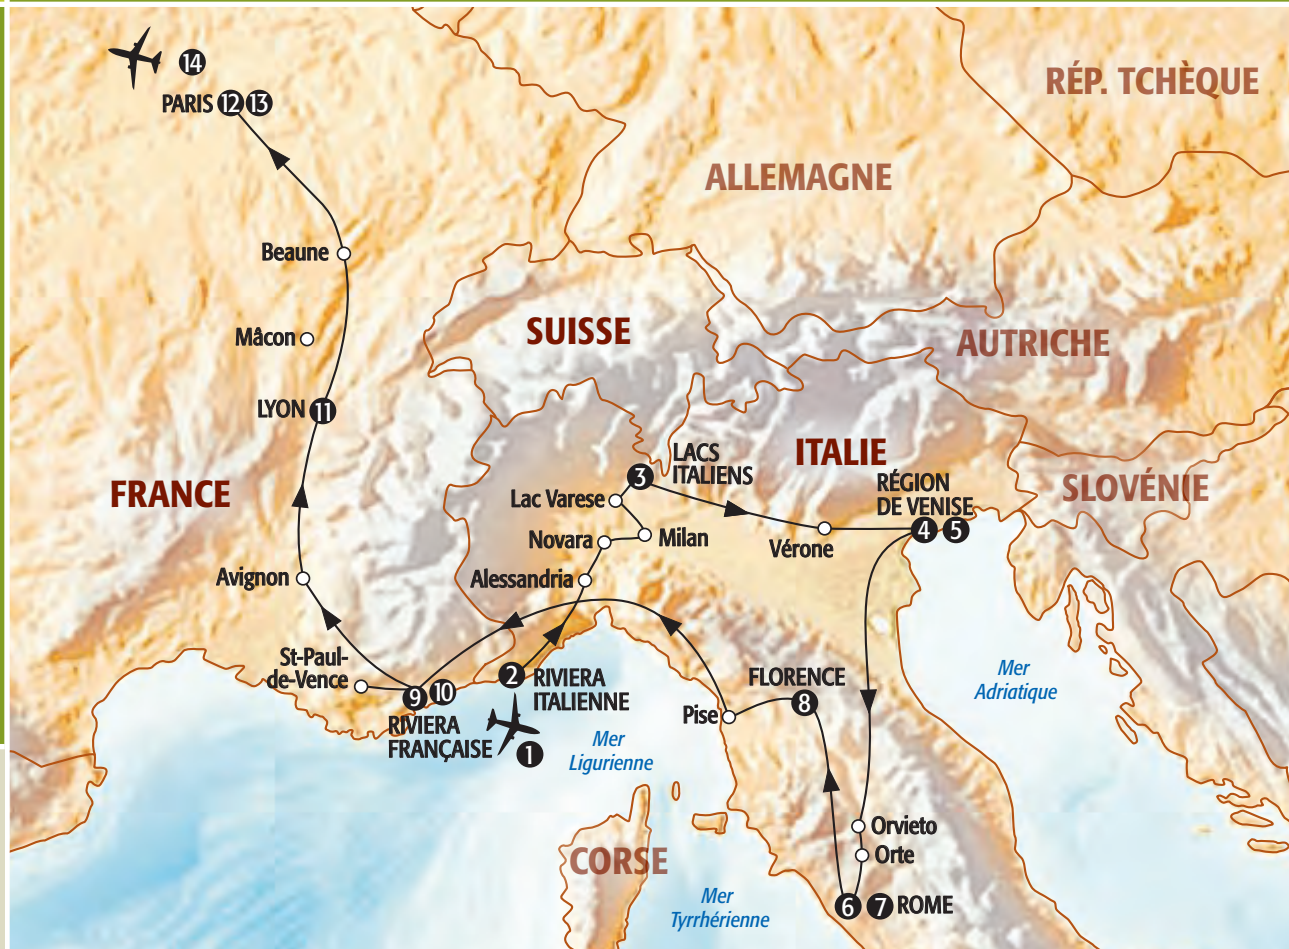 14
PARIS 12 13
RÉP. TCHÈQUE
ALLEMAGNE
Beaune
Mâcon
SUISSE
AUTRICHE
LYON 11
FRANCE
3 LACS
ITALIENS
ITALIE
RÉGION
DE VENISE
4 5
SLOVÉNIE
Lac Varese
Novara
Milan
Vérone
Alessandria
Avignon
St-Paul-
de-Vence
9 10
RIVIERA
FRANÇAISE
2 RIVIERA
ITALIENNE
1
Mer
Ligurienne
Pise
FLORENCE
8
Mer
Adriatique
Orvieto
Orte
CORSE
Mer
Tyrrhérienne
6 7 ROME